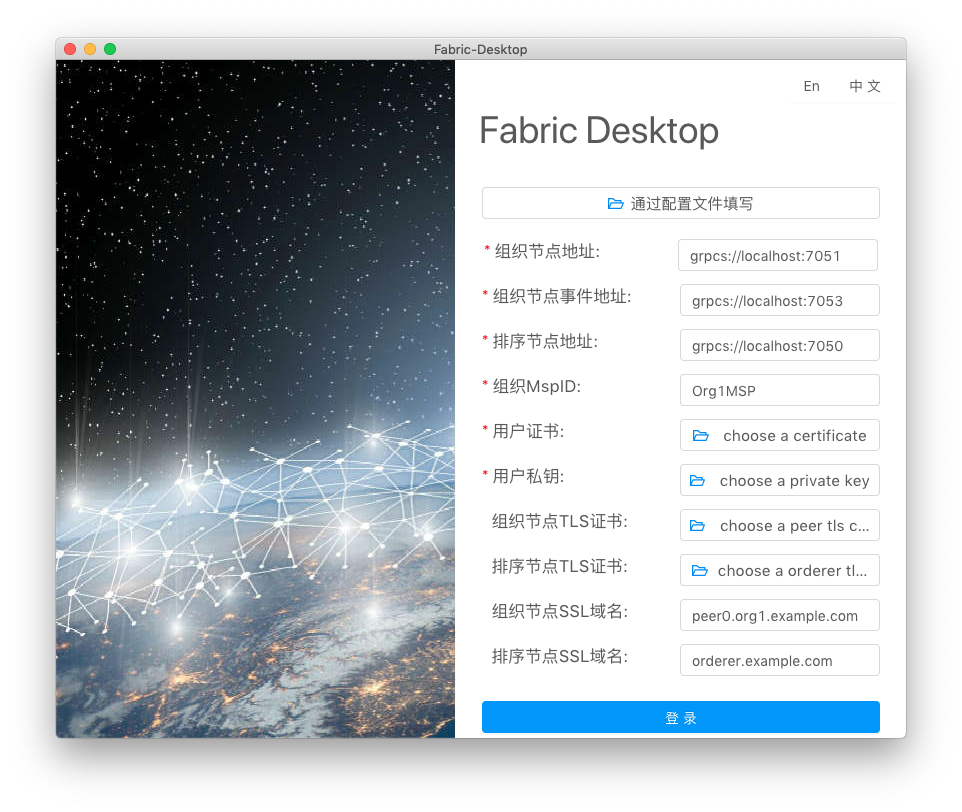 Fabric-Desktop
En 中 文
Fabric Desktop
通过配置文件填写
* 组织节点地址: grpcs://localhost:7051
* 组织节点事件地址: grpcs://localhost:7053
* 排序节点地址: grpcs://localhost:7050
* 组织MspID: Org1MSP
* 用户证书: choose a certificate
* 用户私钥: choose a private key
组织节点TLS证书: choose a peer tls c...
排序节点TLS证书: choose a orderer tl...
组织节点SSL域名: peer0.org1.example.com
排序节点SSL域名: orderer.example.com
登 录